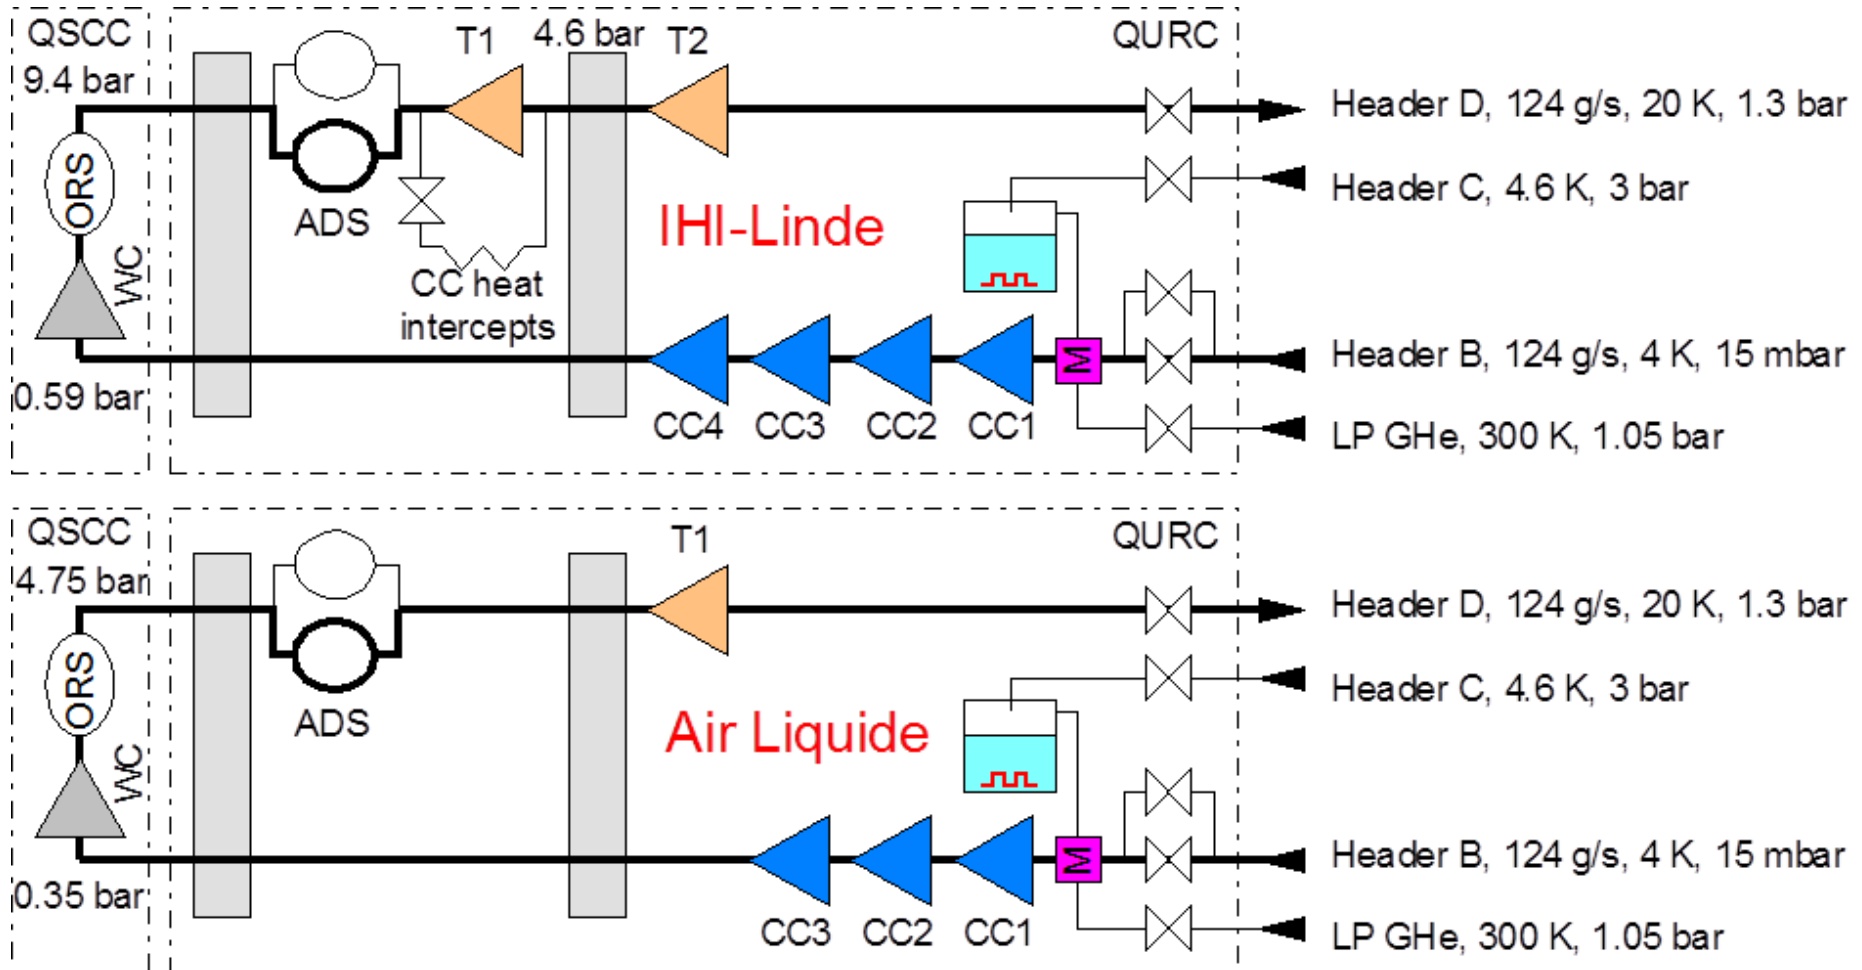 QSCC
9.4 bar
T1
4.6 bar
T2
QURC
Header D, 124 g/s, 20 K, 1.3 bar
Header C, 4.6 K, 3 bar
ORS
ADS
IHI-Linde
WC
CC heat
intercepts
M
Header B, 124 g/s, 4 K, 15 mbar
0.59 bar
CC4
CC3
CC2
CC1
LP GHe, 300 K, 1.05 bar
QSCC
4.75 bar
T1
QURC
Header D, 124 g/s, 20 K, 1.3 bar
Header C, 4.6 K, 3 bar
ORS
ADS
Air Liquide
WC
M
Header B, 124 g/s, 4 K, 15 mbar
0.35 bar
CC3
CC2
CC1
LP GHe, 300 K, 1.05 bar